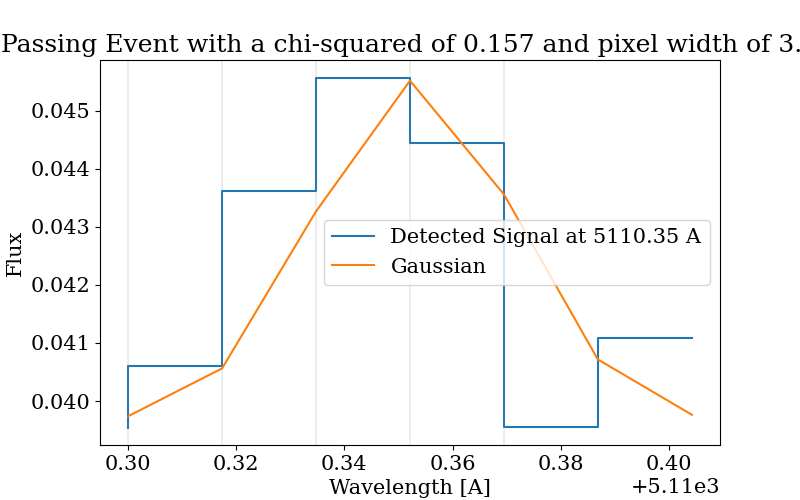 Passing Event with a chi-squared of 0.157 and pixel width of 3.
0.045
0.044
0.043
0.042
0.041
0.040
Flux
Detected Signal at 5110.35 A
Gaussian
0.30 0.32 0.34 0.36 0.38 0.40
Wavelength [A]
+5.11e3